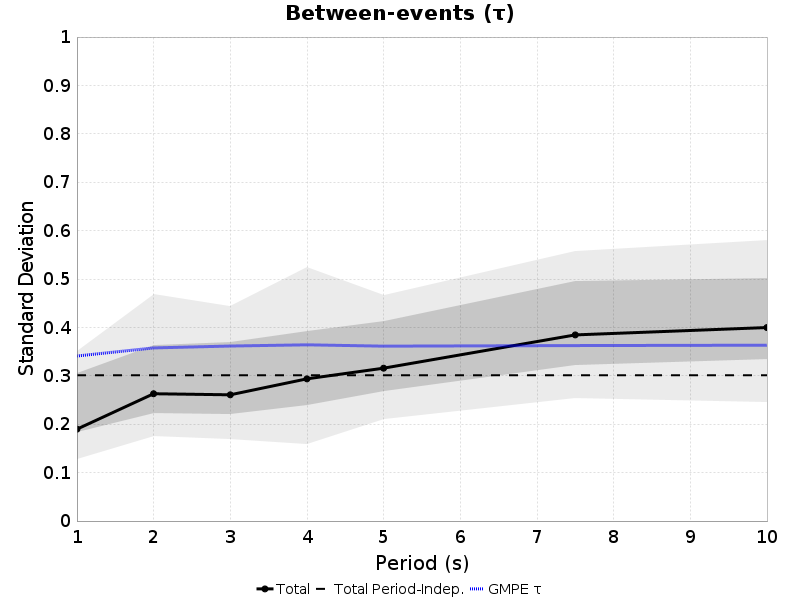 Between-events (τ)
Standard Deviation
1
0.9
0.8
0.7
0.6
0.5
0.4
0.3
0.2
0.1
0
1 2 3 4 5 6 7 8 9 10
Period (s)
Total Total Period-Indep. GMPE τ